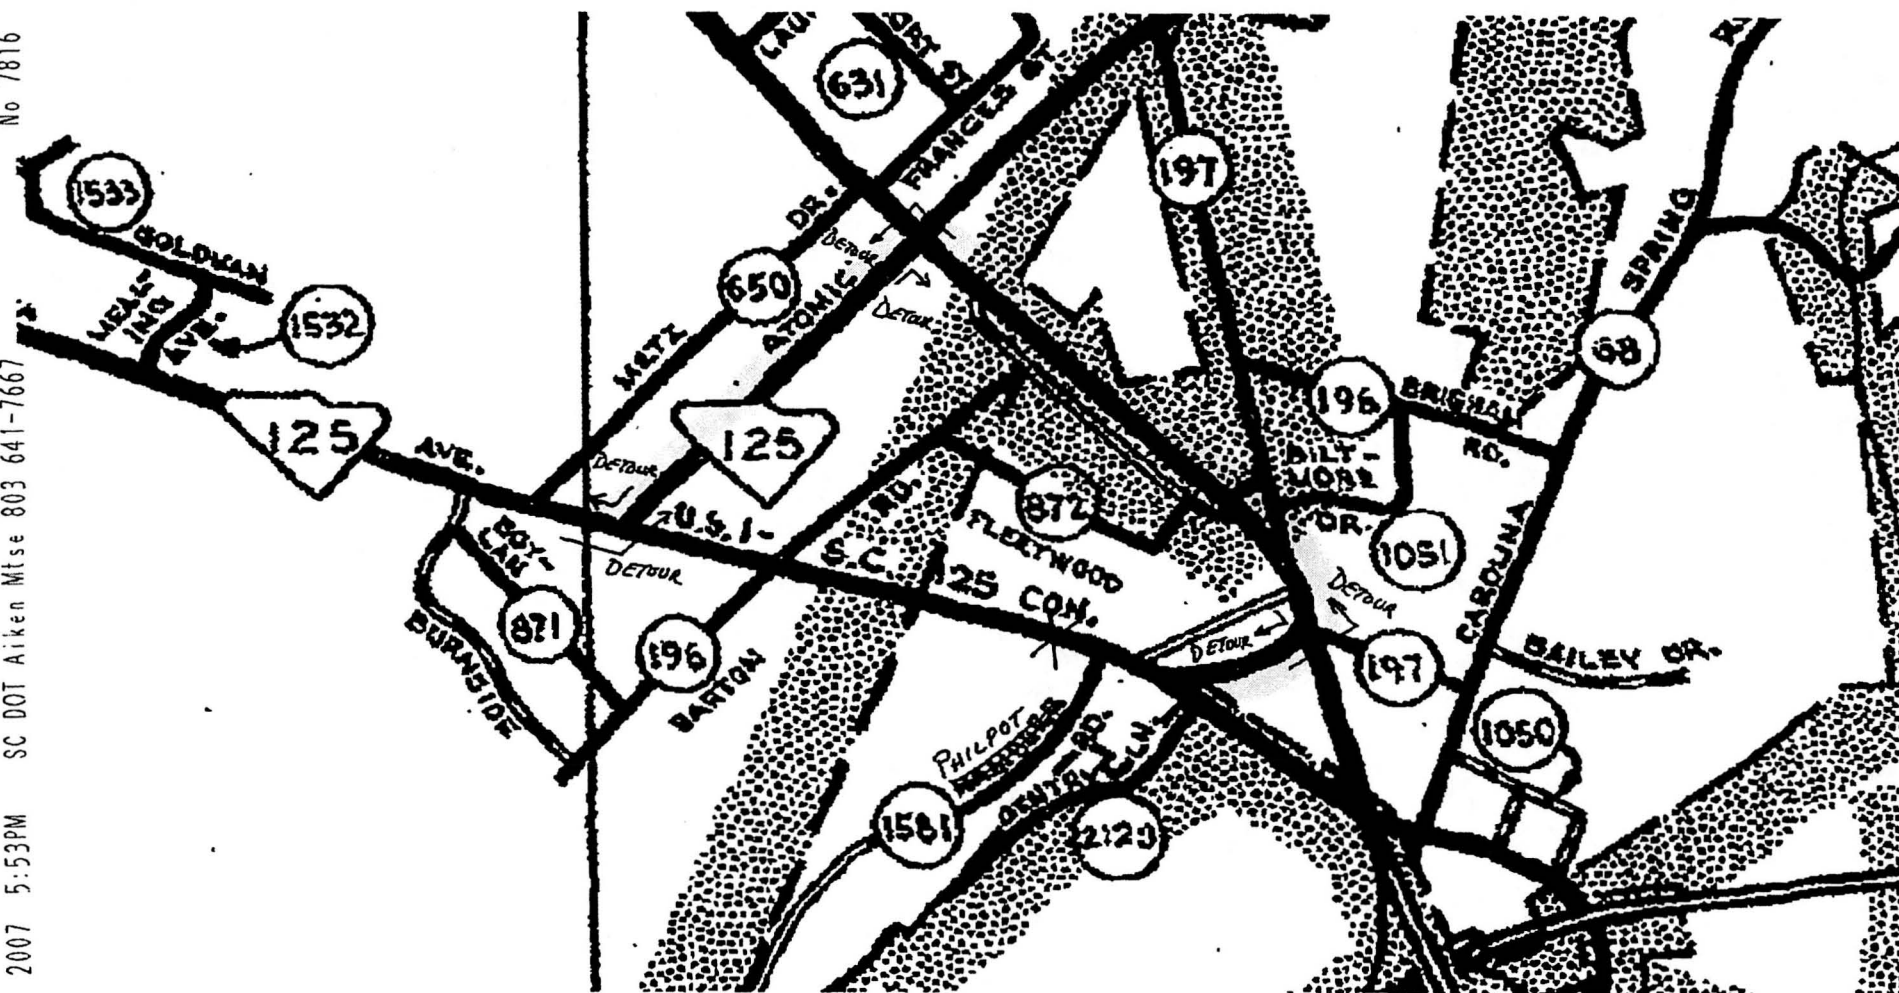 No 7816
2007 5:53PM SC DOT Aiken Mtse 803 641-7667
631
FRANCES ST.
197
1533
GOLDMAN
DR.
DETOUR
SPRING
650
ATOMIC
DETOUR
1532
AVE.
METZ
68
196
125
AVE.
125
DETOUR
RD.
BILT-
MORE
DR.
RD.
872
FLEETWOOD
U.S. 1-
S.C. 125 CON.
BOY-
LAN
DETOUR
1051
CAROLINA
871
BURNSIDE
196
BARTON
DETOUR
DETOUR
197
BAILEY DR.
1050
PHILPOT
RD.
LN.
1581
2123